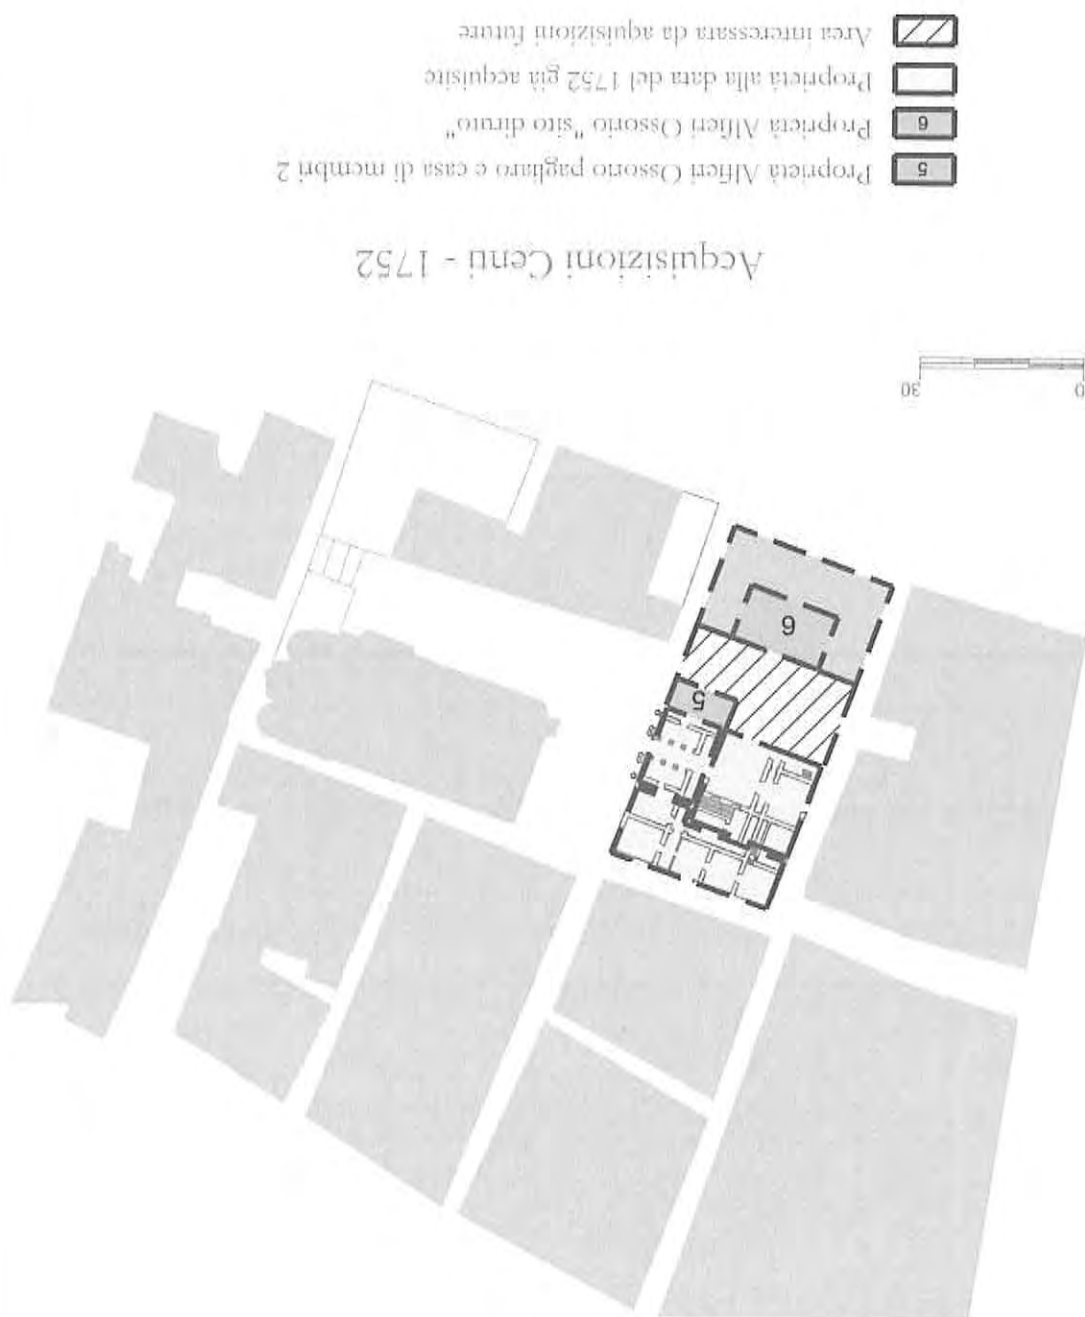 0
30
6
5
Acquisizioni Centi - 1752
5 Proprietà Alfieri Ossorio pagliaro e casa di membri 2
6 Proprietà Alfieri Ossorio "sito diruto"
Proprietà alla data del 1752 già acquisite
Area interessata da aquisizioni future